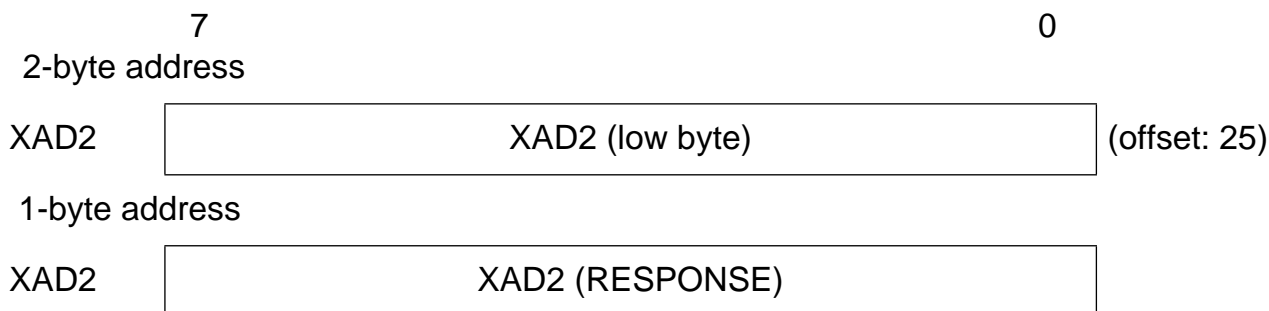 7 0
2-byte address
XAD2 XAD2 (low byte) (offset: 25)
1-byte address
XAD2 XAD2 (RESPONSE)